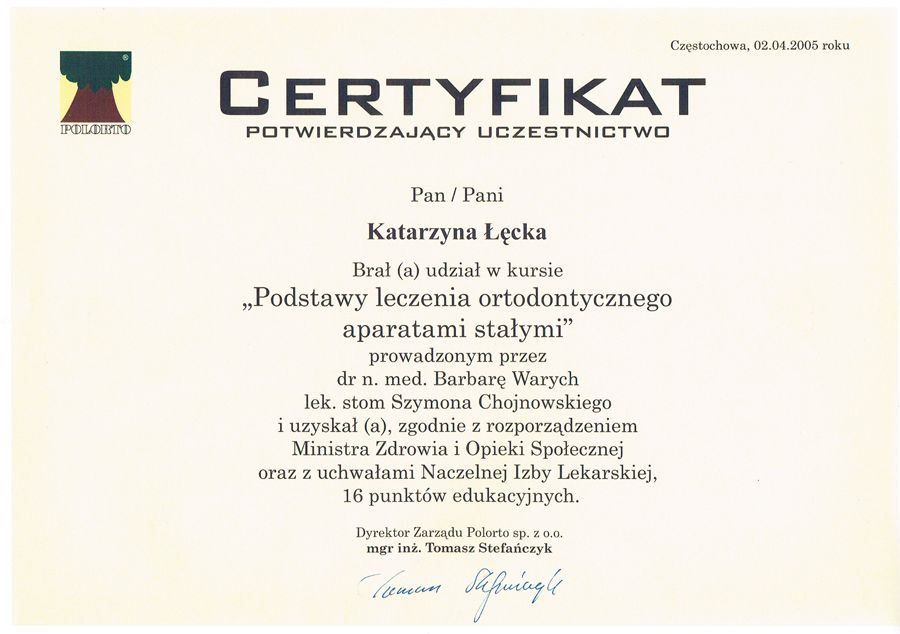 Częstochowa, 02.04.2005 roku
®
POLORTO
CERTYFIKAT
POTWIERDZAJĄCY UCZESTNICTWO
Pan / Pani
Katarzyna Łęcka
Brał (a) udział w kursie
„Podstawy leczenia ortodontycznego
aparatami stałymi”
prowadzonym przez
dr n. med. Barbarę Warych
lek. stom Szymona Chojnowskiego
i uzyskał (a), zgodnie z rozporządzeniem
Ministra Zdrowia i Opieki Społecznej
oraz z uchwałami Naczelnej Izby Lekarskiej,
16 punktów edukacyjnych.
Dyrektor Zarządu Polorto sp. z o.o.
mgr inż. Tomasz Stefańczyk